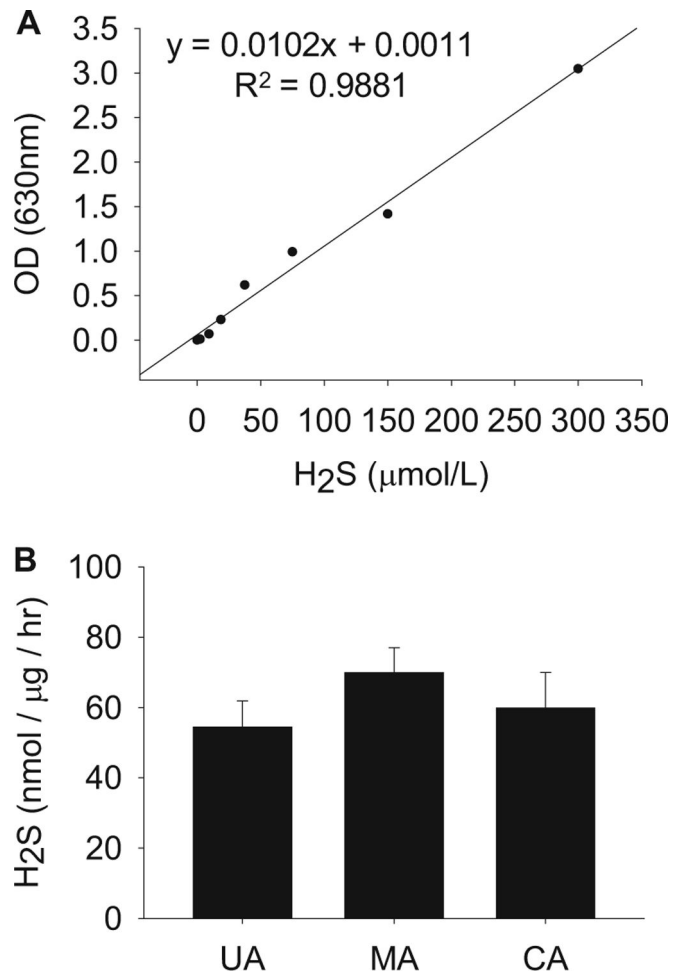 A
y = 0.0102x + 0.0011
R² = 0.9881
OD (630nm)
3.5
3.0
2.5
2.0
1.5
1.0
0.5
0.0
0 50 100 150 200 250 300 350
H₂S (μmol/L)
B
H₂S (nmol / μg / hr)
100
80
60
40
20
0
UA MA CA